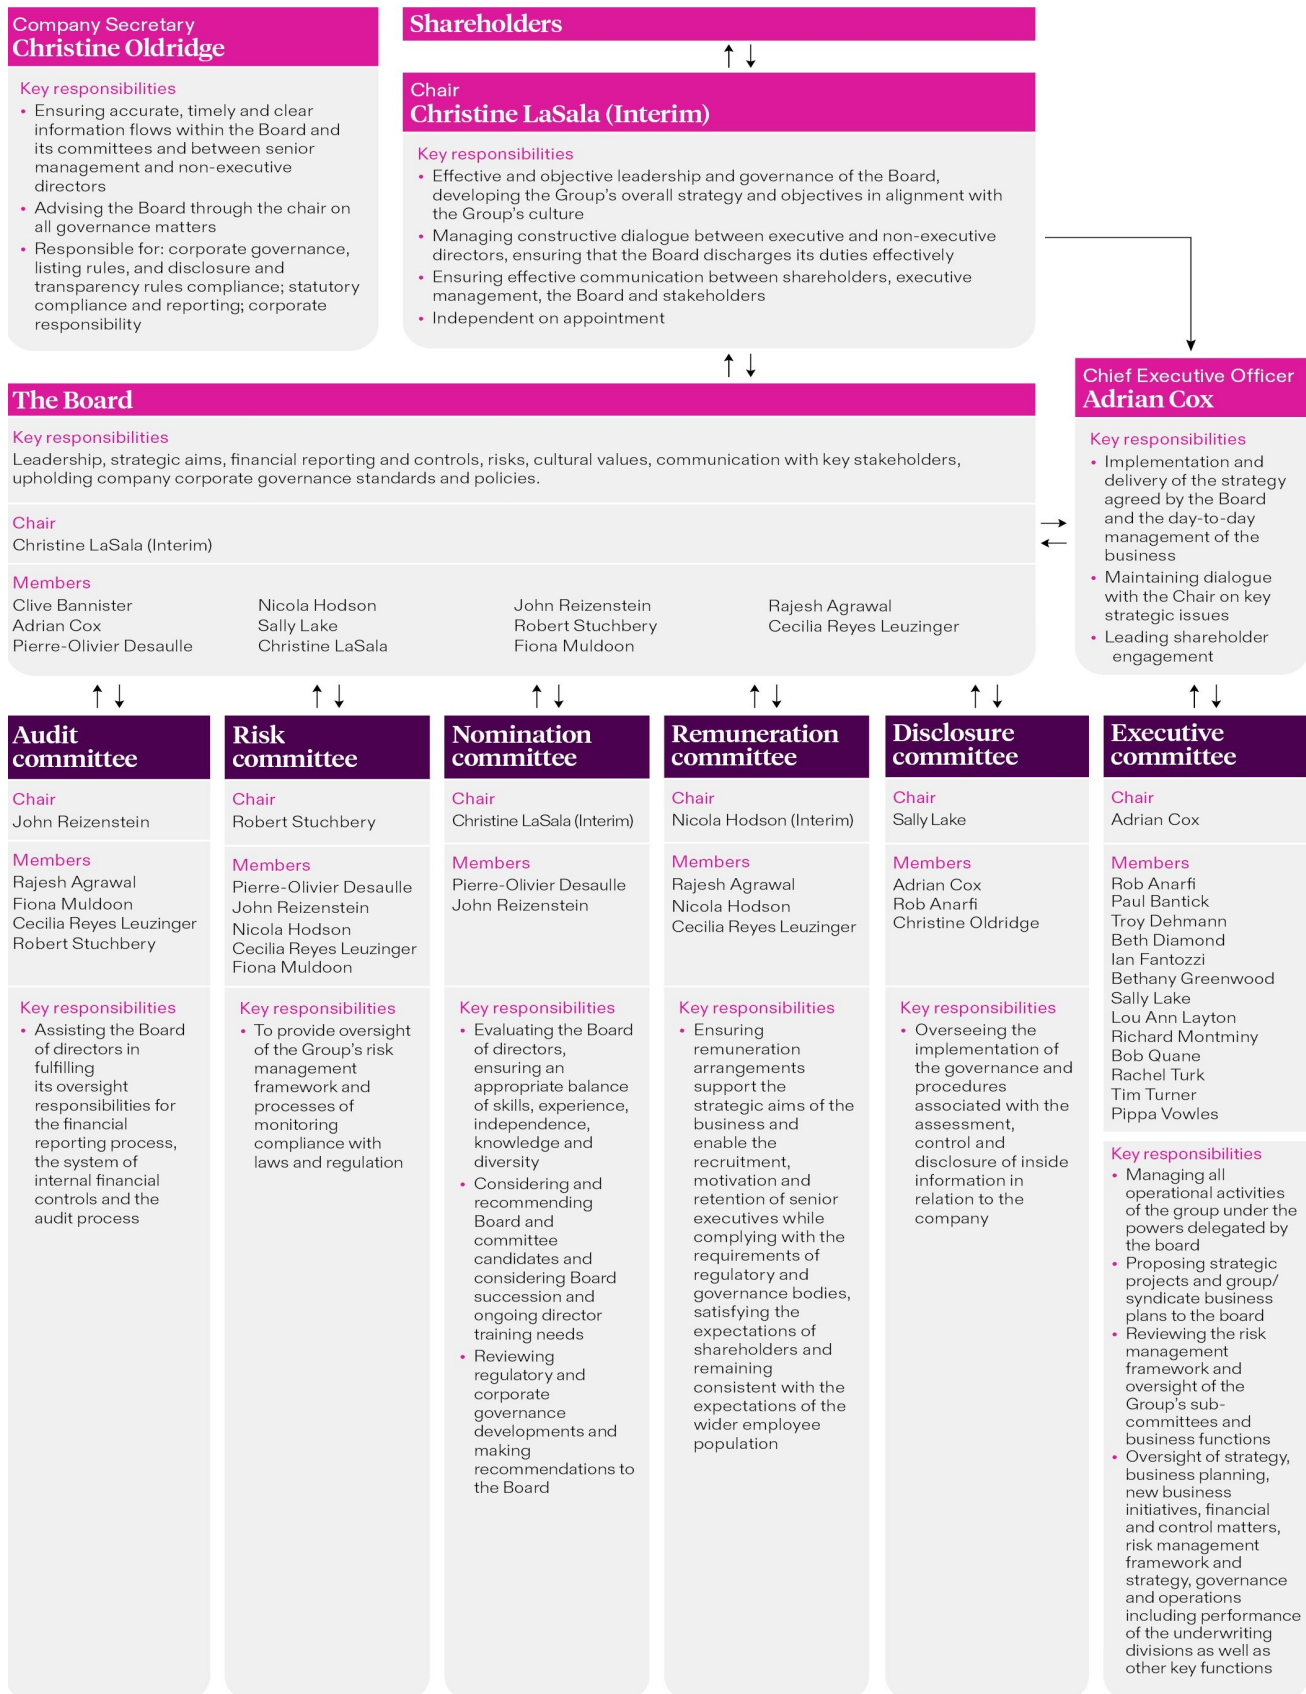 Company Secretary
Christine Oldridge
Key responsibilities
• Ensuring accurate, timely and clear
information flows within the Board and
its committees and between senior
management and non-executive
directors
• Advising the Board through the chair on
all governance matters
• Responsible for: corporate governance,
listing rules, and disclosure and
transparency rules compliance; statutory
compliance and reporting; corporate
responsibility
Shareholders
Chair
Christine LaSala (Interim)
Key responsibilities
• Effective and objective leadership and governance of the Board,
developing the Group's overall strategy and objectives in alignment with
the Group's culture
• Managing constructive dialogue between executive and non-executive
directors, ensuring that the Board discharges its duties effectively
• Ensuring effective communication between shareholders, executive
management, the Board and stakeholders
• Independent on appointment
The Board
Key responsibilities
Leadership, strategic aims, financial reporting and controls, risks, cultural values, communication with key stakeholders,
upholding company corporate governance standards and policies.
Chair
Christine LaSala (Interim)
Members
Clive Bannister
Adrian Cox
Pierre-Olivier Desaulle
Nicola Hodson
Sally Lake
Christine LaSala
John Reizenstein
Robert Stuchbery
Fiona Muldoon
Rajesh Agrawal
Cecilia Reyes Leuzinger
Chief Executive Officer
Adrian Cox
Key responsibilities
• Implementation and
delivery of the strategy
agreed by the Board
and the day-to-day
management of the
business
• Maintaining dialogue
with the Chair on key
strategic issues
• Leading shareholder
engagement
Audit
committee
Chair
John Reizenstein
Members
Rajesh Agrawal
Fiona Muldoon
Cecilia Reyes Leuzinger
Robert Stuchbery
Key responsibilities
• Assisting the Board
of directors in
fulfilling
its oversight
responsibilities for
the financial
reporting process,
the system of
internal financial
controls and the
audit process
Risk
committee
Chair
Robert Stuchbery
Members
Pierre-Olivier Desaulle
John Reizenstein
Nicola Hodson
Cecilia Reyes Leuzinger
Fiona Muldoon
Key responsibilities
• To provide oversight
of the Group's risk
management
framework and
processes of
monitoring
compliance with
laws and regulation
Nomination
committee
Chair
Christine LaSala (Interim)
Members
Pierre-Olivier Desaulle
John Reizenstein
Key responsibilities
• Evaluating the Board
of directors,
ensuring an
appropriate balance
of skills, experience,
independence,
knowledge and
diversity
• Considering and
recommending
Board and
committee
candidates and
considering Board
succession and
ongoing director
training needs
• Reviewing
regulatory and
corporate
governance
developments and
making
recommendations to
the Board
Remuneration
committee
Chair
Nicola Hodson (Interim)
Members
Rajesh Agrawal
Nicola Hodson
Cecilia Reyes Leuzinger
Key responsibilities
• Ensuring
remuneration
arrangements
support the
strategic aims of the
business and
enable the
recruitment,
motivation and
retention of senior
executives while
complying with the
requirements of
regulatory and
governance bodies,
satisfying the
expectations of
shareholders and
remaining
consistent with the
expectations of the
wider employee
population
Disclosure
committee
Chair
Sally Lake
Members
Adrian Cox
Rob Anarfi
Christine Oldridge
Key responsibilities
• Overseeing the
implementation of
the governance and
procedures
associated with the
assessment,
control and
disclosure of inside
information in
relation to the
company
Executive
committee
Chair
Adrian Cox
Members
Rob Anarfi
Paul Bantick
Troy Dehmann
Beth Diamond
Ian Fantozzi
Bethany Greenwood
Sally Lake
Lou Ann Layton
Richard Montminy
Bob Quane
Rachel Turk
Tim Turner
Pippa Vowles
Key responsibilities
• Managing all
operational activities
of the group under the
powers delegated by
the board
• Proposing strategic
projects and group/
syndicate business
plans to the board
• Reviewing the risk
management
framework and
oversight of the
Group's sub-
committees and
business functions
• Oversight of strategy,
business planning,
new business
initiatives, financial
and control matters,
risk management
framework and
strategy, governance
and operations
including performance
of the underwriting
divisions as well as
other key functions